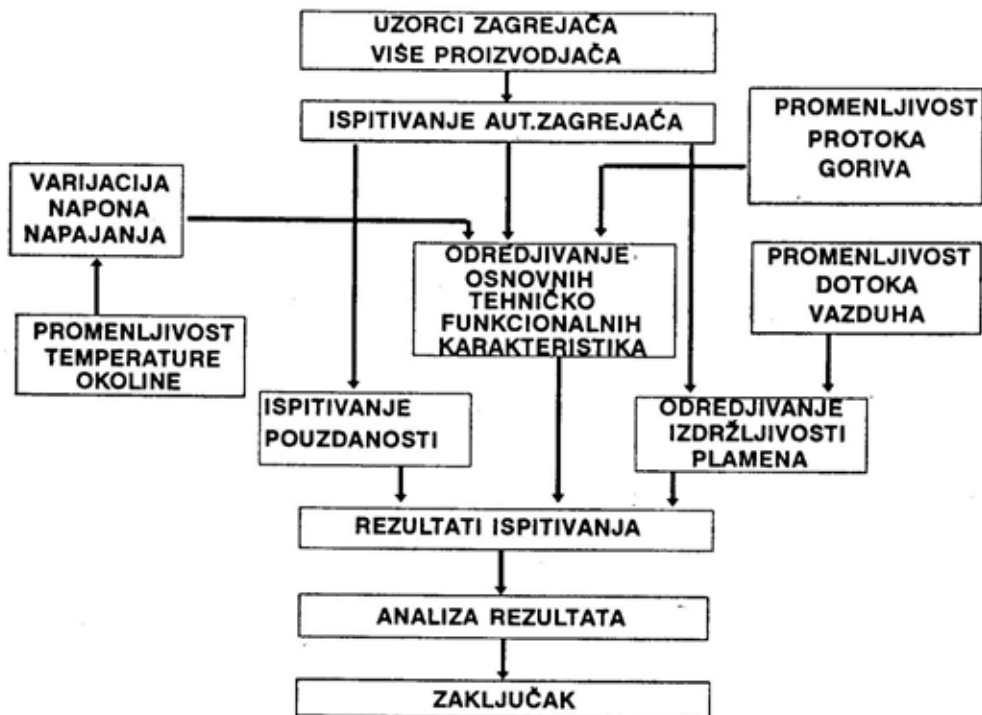 UZORCI ZAGREJAČA
VIŠE PROIZVODJAČA
ISPITIVANJE AUT.ZAGREJAČA
PROMENLJIVOST
PROTOKA
GORIVA
VARIJACIJA
NAPONA
NAPAJANJA
ODREDJIVANJE
OSNOVNIH
TEHNIČKO
FUNKCIONALNIH
KARAKTERISTIKA
PROMENLJIVOST
DOTOKA
VAZDUHA
PROMENLJIVOST
TEMPERATURE
OKOLINE
ISPITIVANJE
POUZDANOSTI
ODREDJIVANJE
IZDRŽLJIVOSTI
PLAMENA
REZULTATI ISPITIVANJA
ANALIZA REZULTATA
ZAKLJUČAK